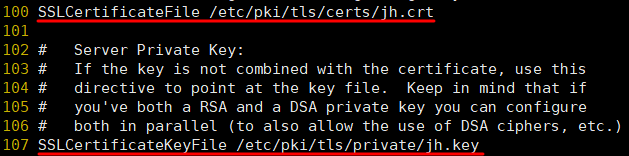 100 SSLCertificateFile /etc/pki/tls/certs/jh.crt
101
102 #   Server Private Key:
103 #   If the key is not combined with the certificate, use this
104 #   directive to point at the key file.  Keep in mind that if
105 #   you've both a RSA and a DSA private key you can configure
106 #   both in parallel (to also allow the use of DSA ciphers, etc.)
107 SSLCertificateKeyFile /etc/pki/tls/private/jh.key